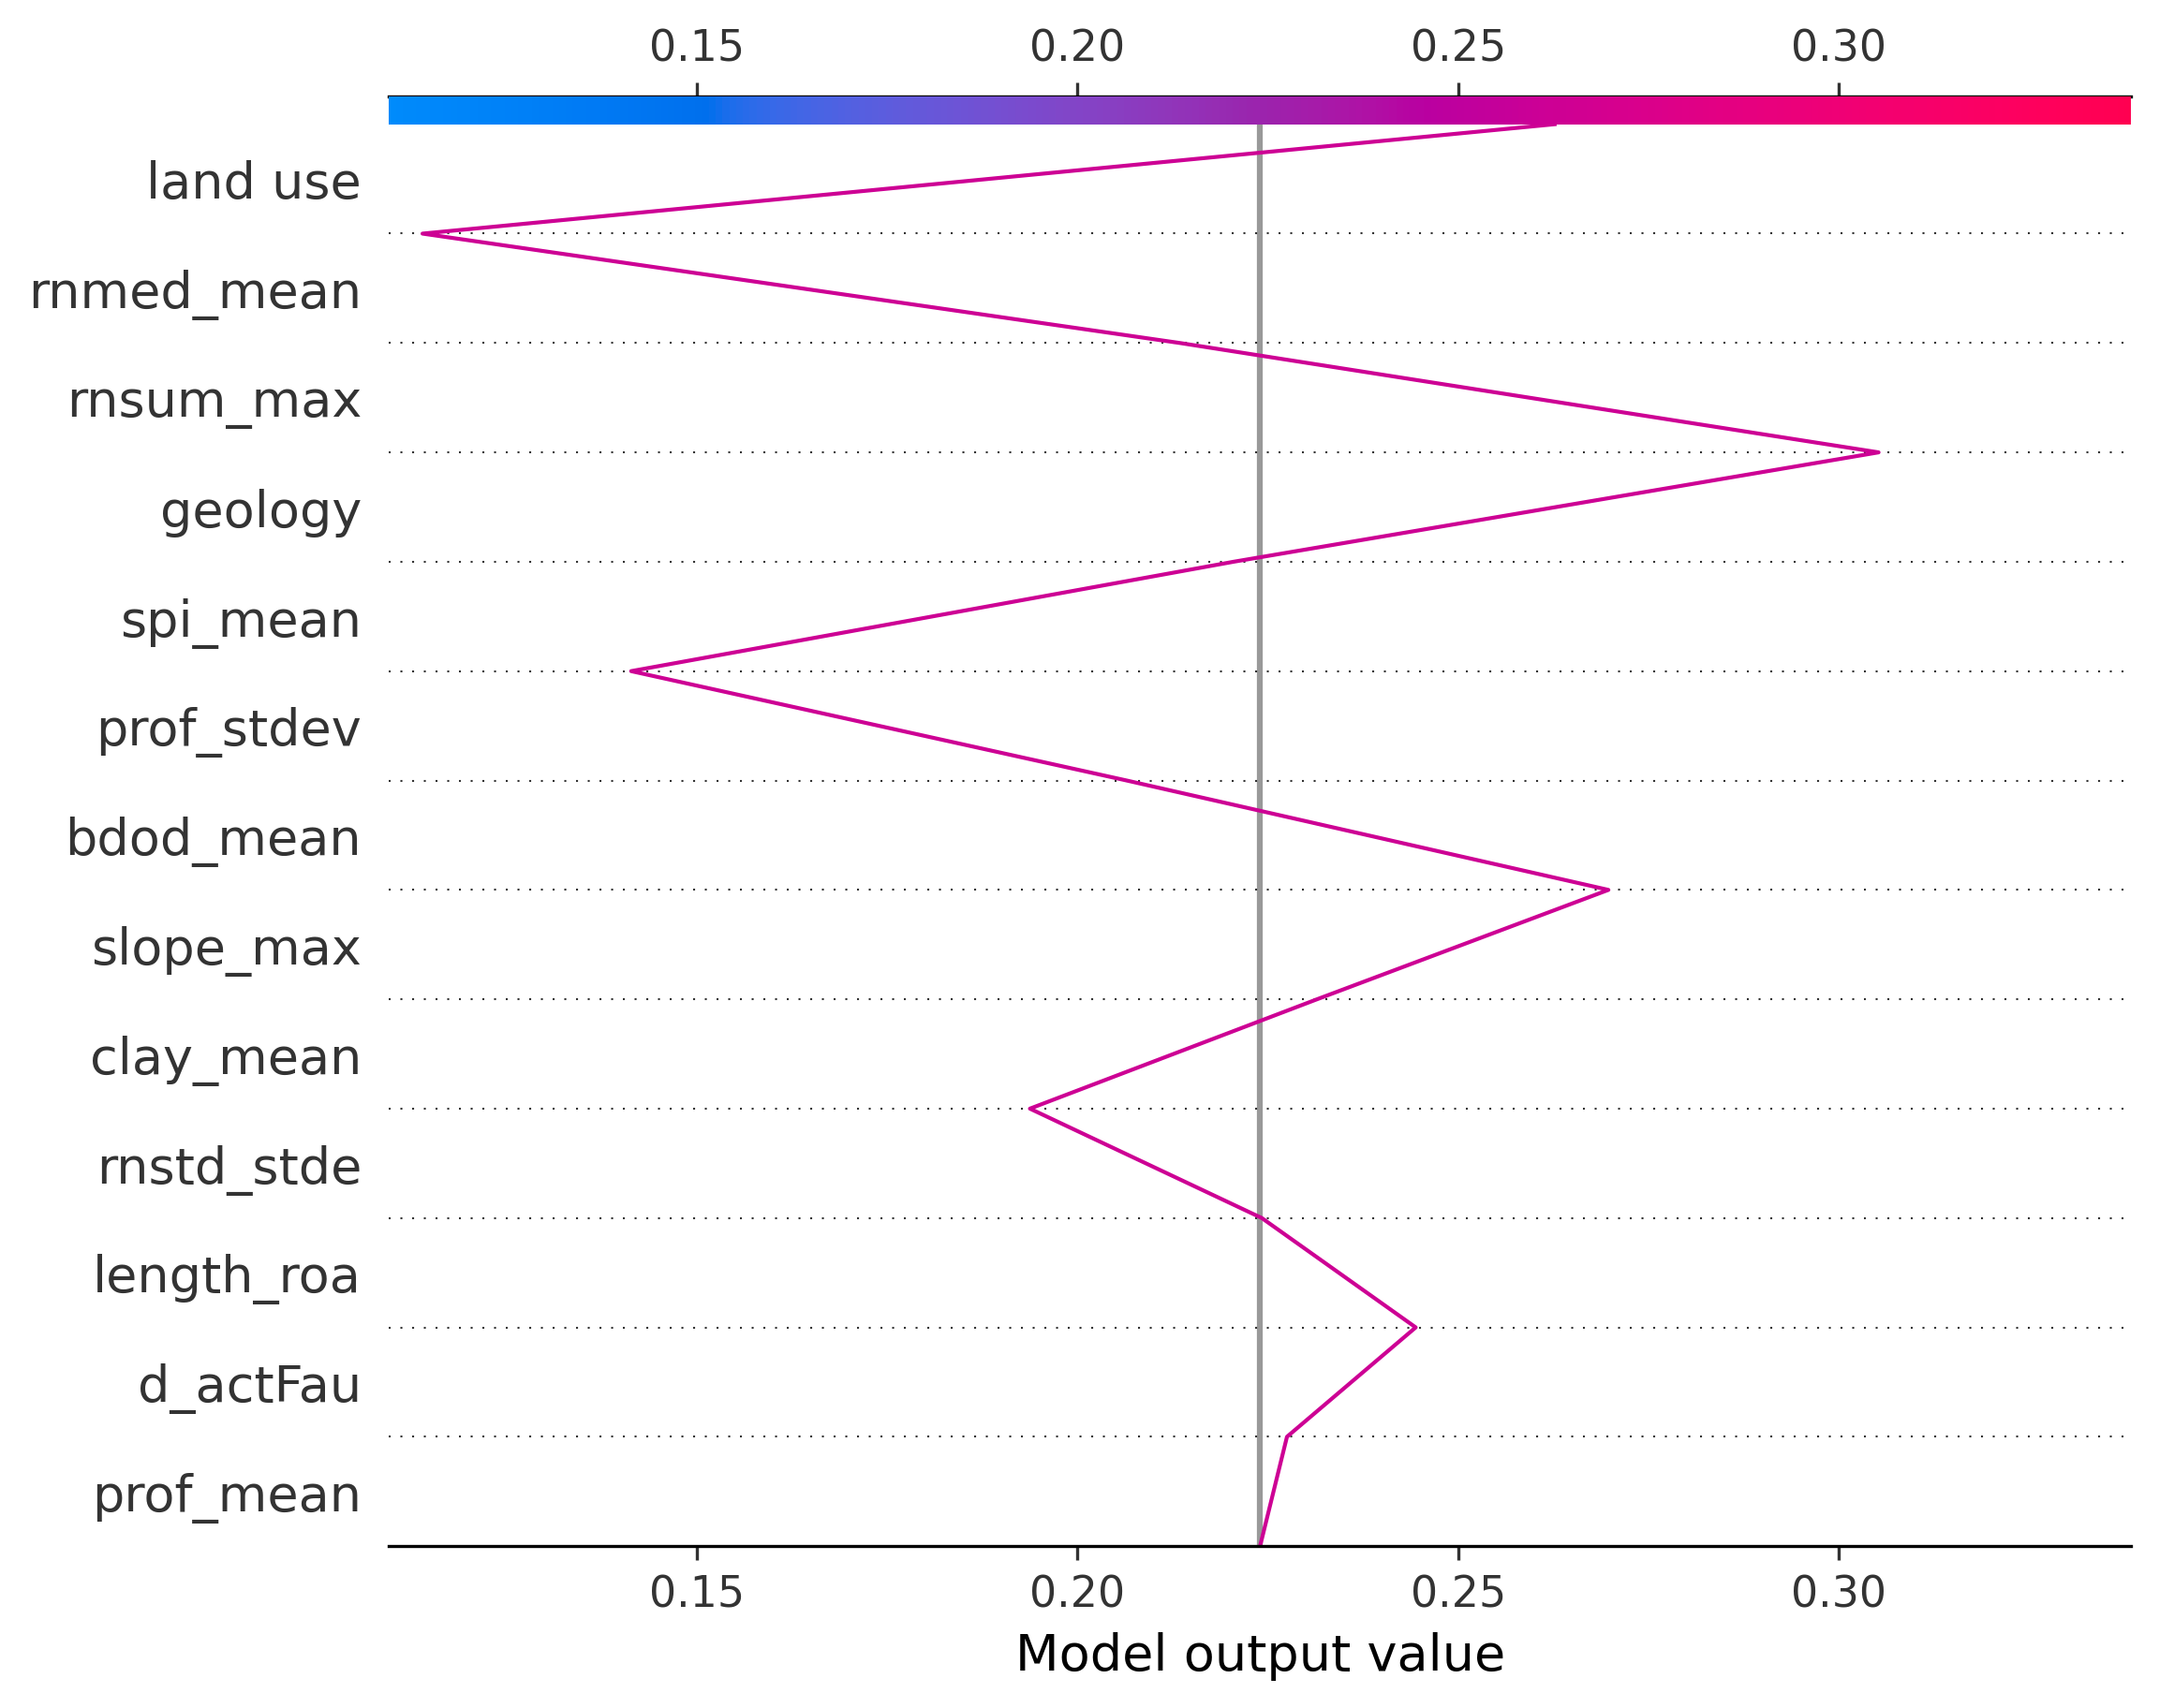 0.15 0.20 0.25 0.30
land use
rnmed_mean
rnsum_max
geology
spi_mean
prof_stdev
bdod_mean
slope_max
clay_mean
rnstd_stde
length_roa
d_actFau
prof_mean
0.15 0.20 0.25 0.30
Model output value